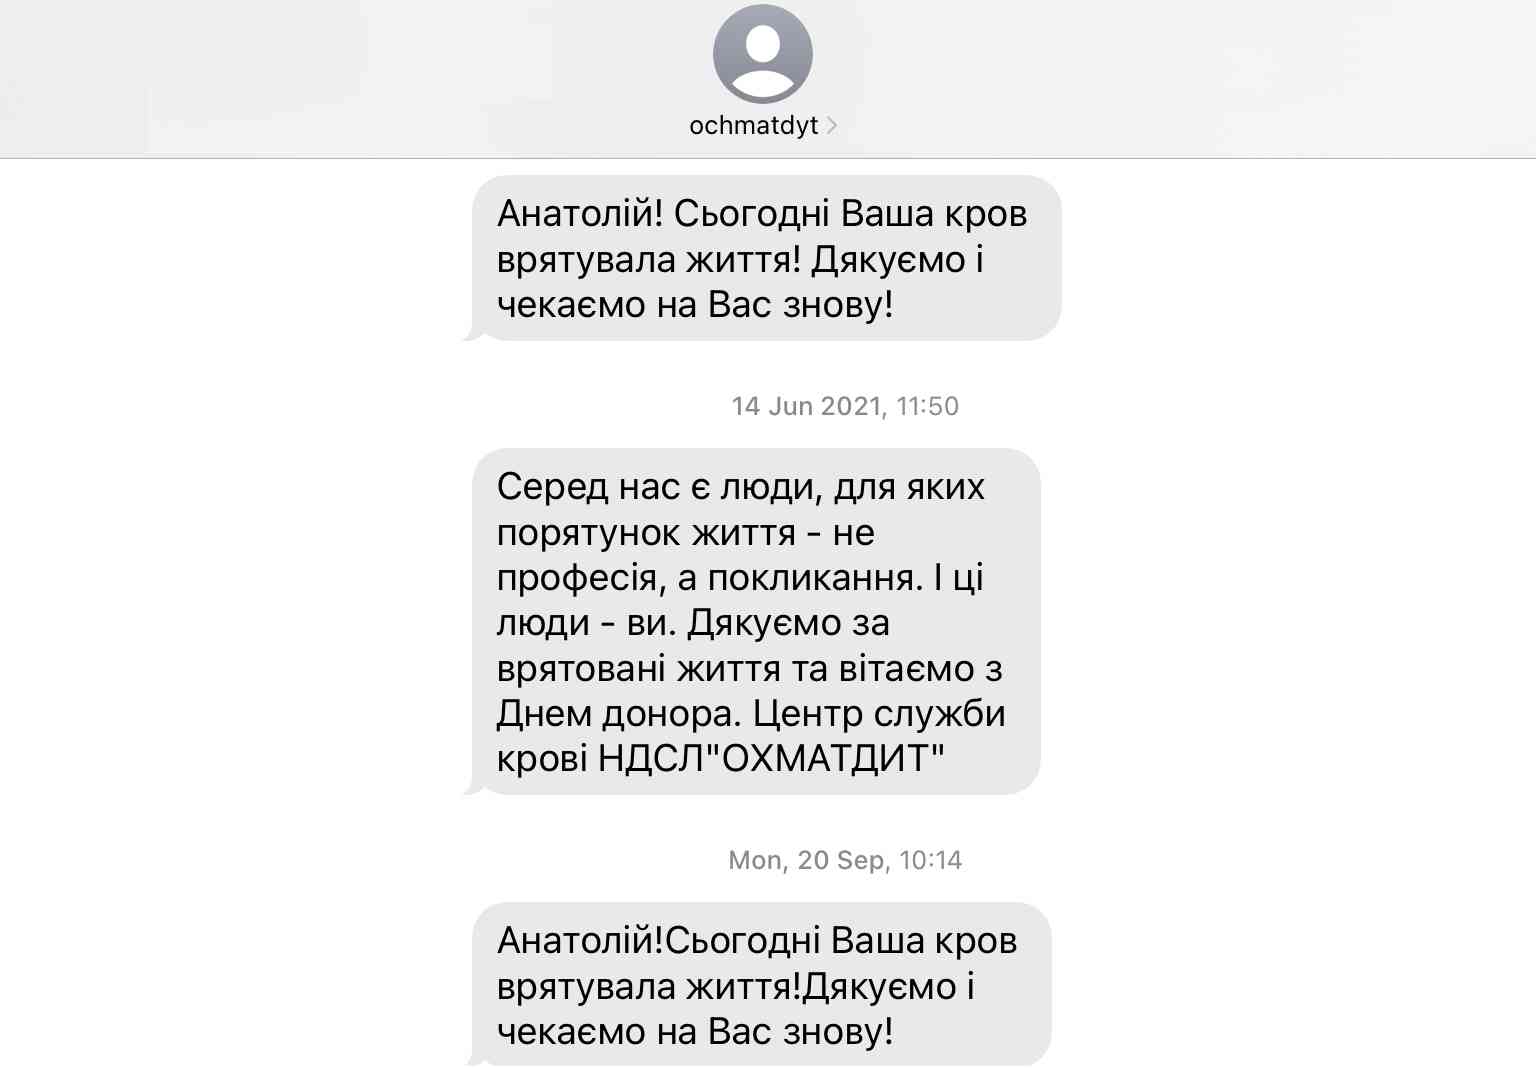 ochmatdyt
Анатолій! Сьогодні Ваша кров
врятувала життя! Дякуємо і
чекаємо на Вас знову!
14 Jun 2021, 11:50
Серед нас є люди, для яких
порятунок життя - не
професія, а покликання. І ці
люди - ви. Дякуємо за
врятовані життя та вітаємо з
Днем донора. Центр служби
крові НДСЛ"ОХМАТДИТ"
Mon, 20 Sep, 10:14
Анатолій!Сьогодні Ваша кров
врятувала життя!Дякуємо і
чекаємо на Вас знову!